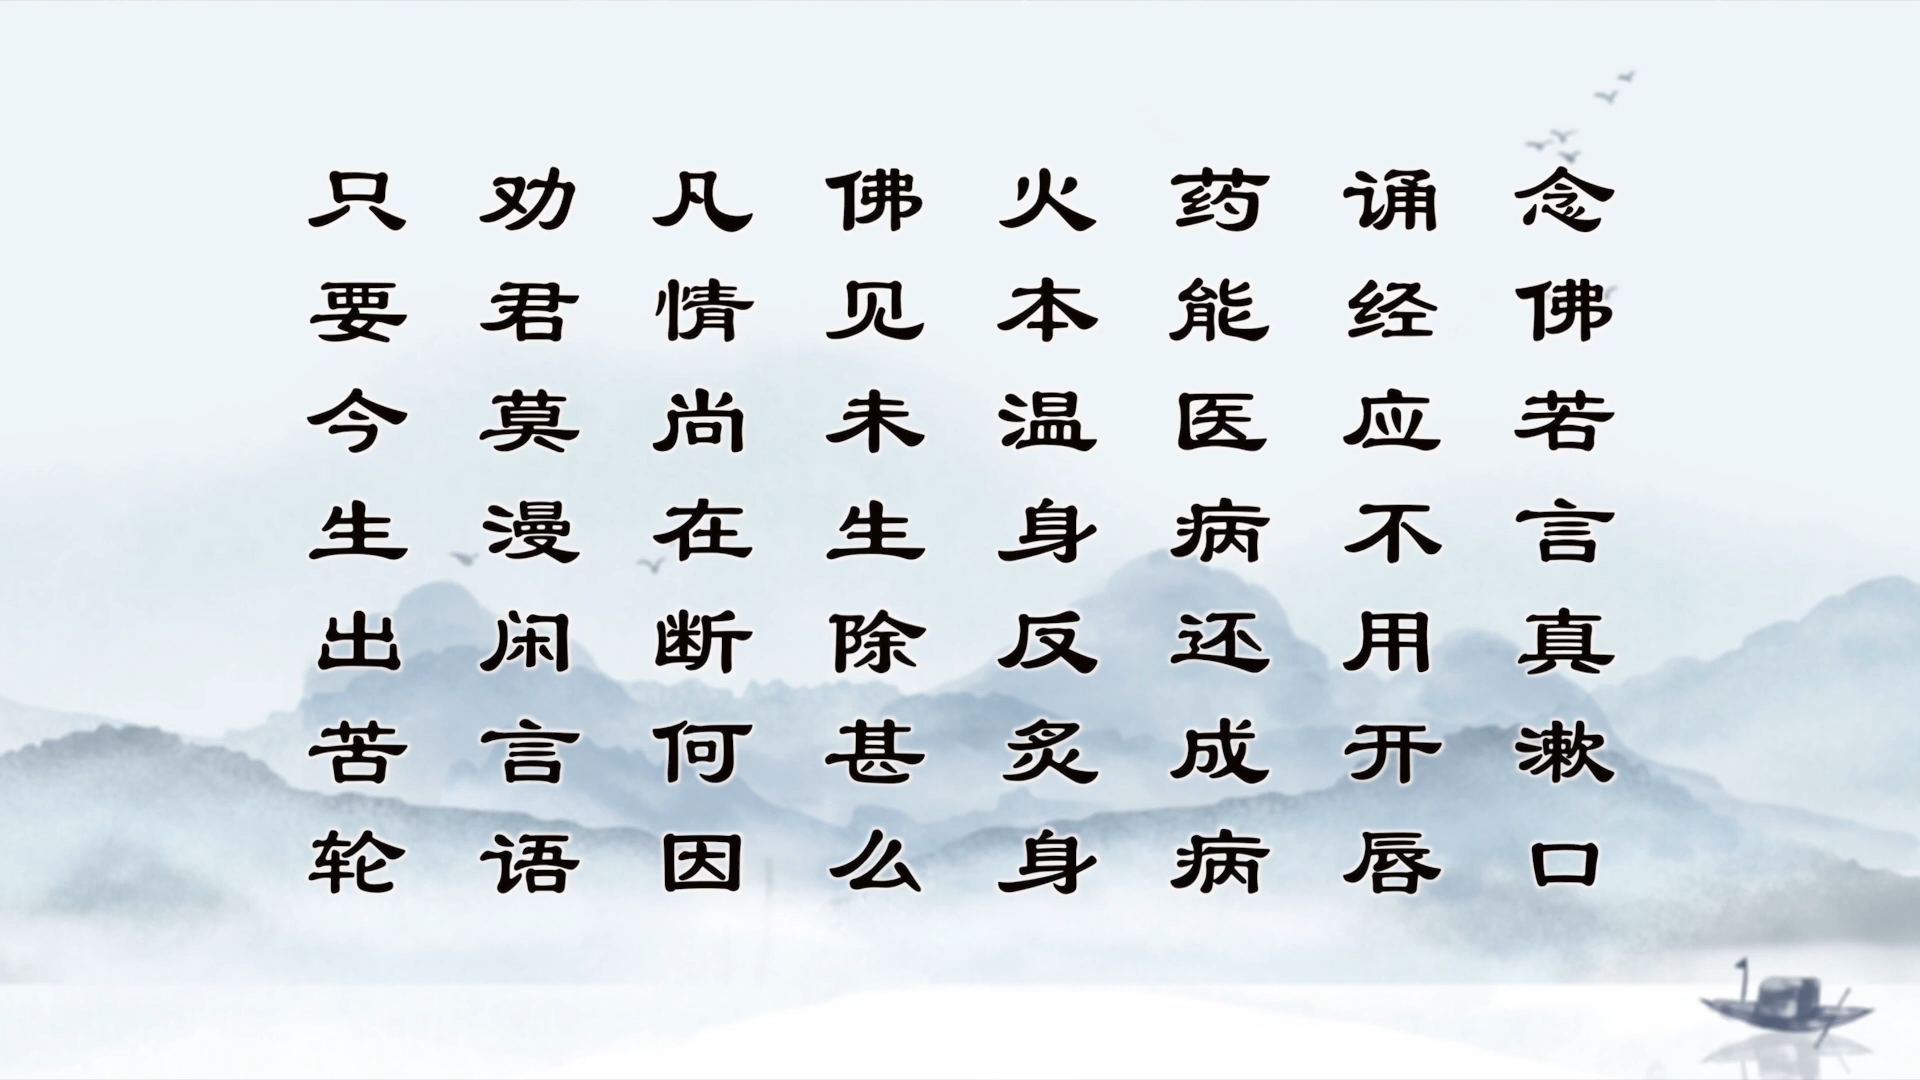 念佛若言真漱口
诵经应不用开唇
药能医病还成病
火本温身反炙身
佛见未生除甚么
凡情尚在断何因
劝君莫漫闲言语
只要今生出苦轮